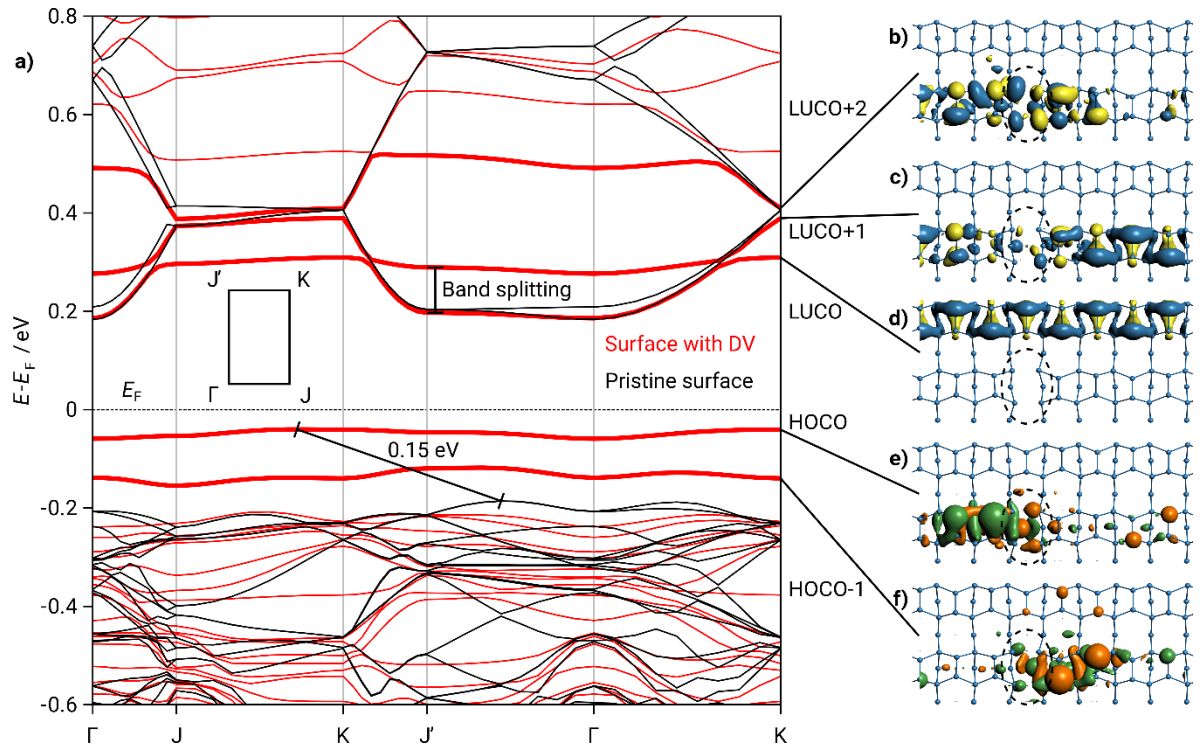 a)
E-E_F / eV
0.8
0.6
0.4
0.2
0
-0.2
-0.4
-0.6
Γ
J
K
J'
Γ
K
J'
K
Γ
J
E_F
Band splitting
Surface with DV
Pristine surface
0.15 eV
LUCO+2
LUCO+1
LUCO
HOCO
HOCO-1
b)
c)
d)
e)
f)